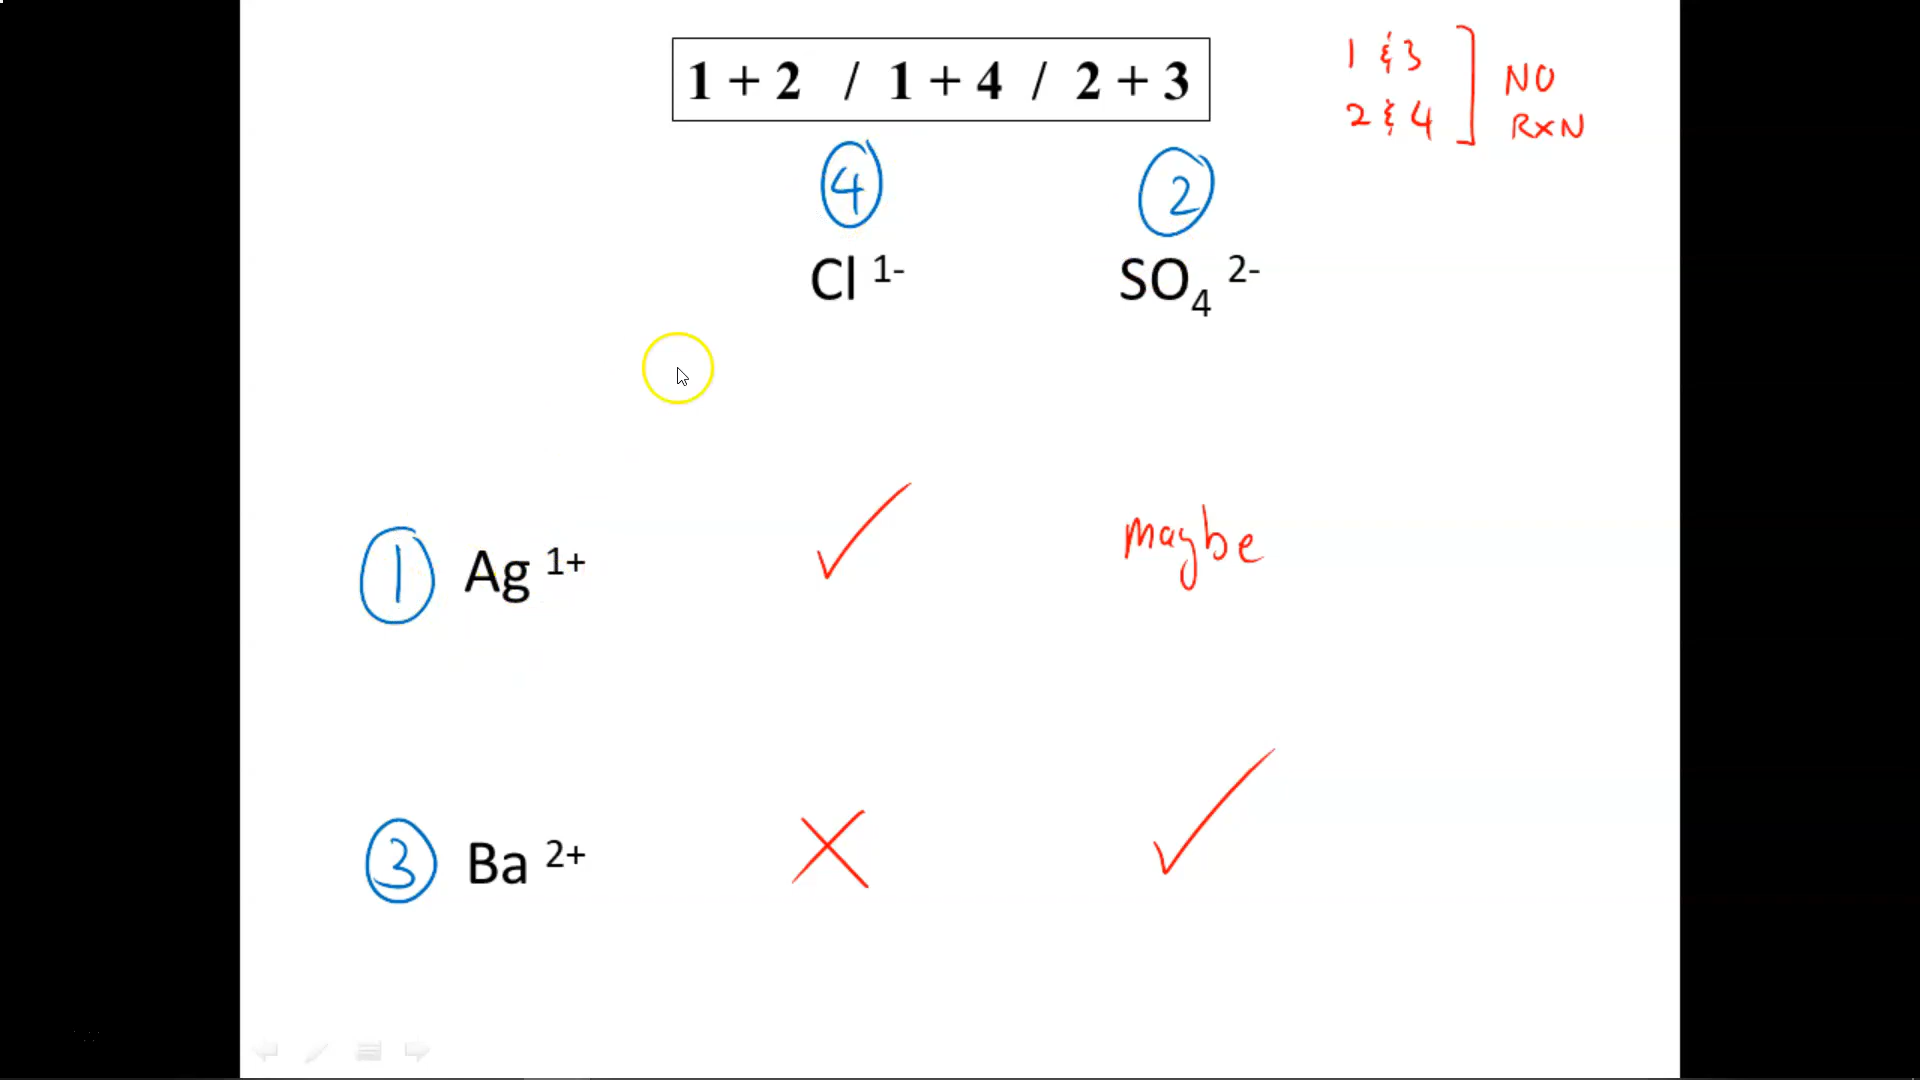 1 + 2 / 1 + 4 / 2 + 3
1 & 3
2 & 4
NO
RXN
4
2
Cl 1-
SO4 2-
1 Ag 1+
✓
maybe
3 Ba 2+
X
✓